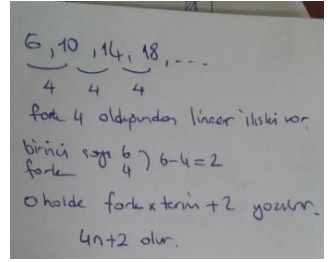 6, 10, 14, 18, ...
4 4 4
fark 4 olduğundan lineer ilişki var.
birinci sayı 6
fark 4 ) 6-4=2
O halde fark x terim + 2 yazılır.
4n+2 olur.